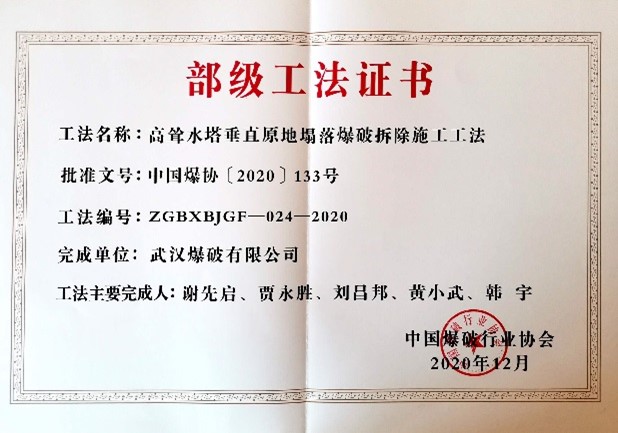 部级工法证书
工法名称：高耸水塔垂直原地塌落爆破拆除施工工法
批准文号：中国爆协〔2020〕133号
工法编号：ZGBXBJGF—024—2020
完成单位：武汉爆破有限公司
工法主要完成人：谢先启、贾永胜、刘昌邦、黄小武、韩 宇
中国爆破行业协会
2020年12月